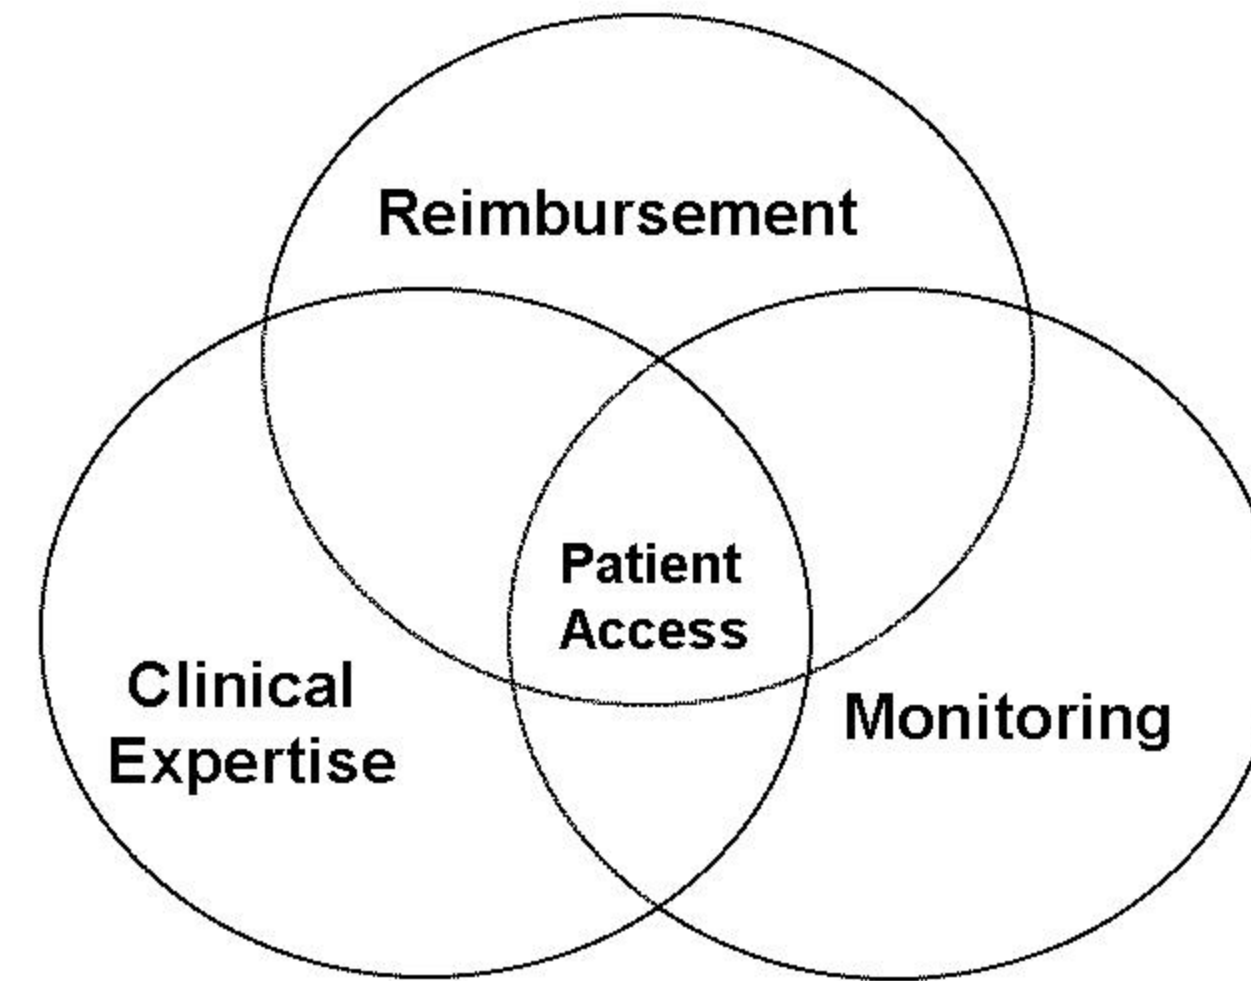 Reimbursement
Patient
Access
Clinical
Expertise
Monitoring